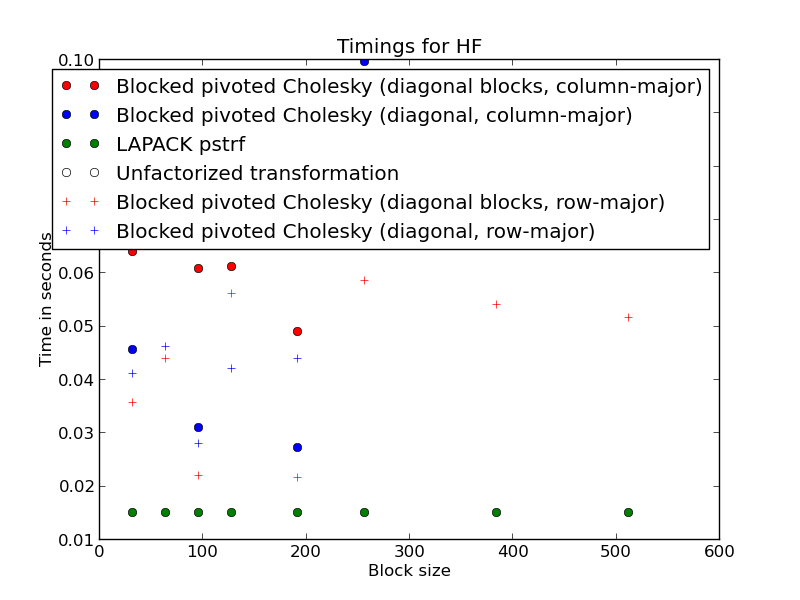 Timings for HF
0.10
Blocked pivoted Cholesky (diagonal blocks, column-major)
Blocked pivoted Cholesky (diagonal, column-major)
LAPACK pstrf
Unfactorized transformation
Blocked pivoted Cholesky (diagonal blocks, row-major)
Blocked pivoted Cholesky (diagonal, row-major)
Time in seconds
0.06
0.05
0.04
0.03
0.02
0.01
0 100 200 300 400 500 600
Block size